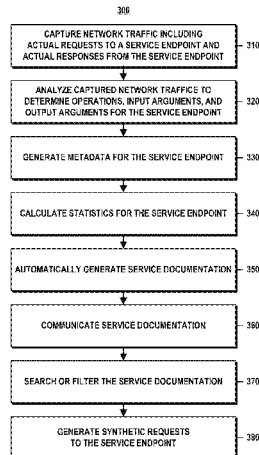 300
CAPTURE NETWORK TRAFFIC INCLUDING
ACTUAL REQUESTS TO A SERVICE ENDPOINT AND
ACTUAL RESPONSES FROM THE SERVICE ENDPOINT
310
ANALYZE CAPTURED NETWORK TRAFFICE TO
DETERMINE OPERATIONS, INPUT ARGUMENTS, AND
OUTPUT ARGUMENTS FOR THE SERVICE ENDPOINT
320
GENERATE METADATA FOR THE SERVICE ENDPOINT
330
CALCULATE STATISTICS FOR THE SERVICE ENDPOINT
340
AUTOMATICALLY GENERATE SERVICE DOCUMENTATION
350
COMMUNICATE SERVICE DOCUMENTATION
360
SEARCH OR FILTER THE SERVICE DOCUMENTATION
370
GENERATE SYNTHETIC REQUESTS
TO THE SERVICE ENDPOINT
380